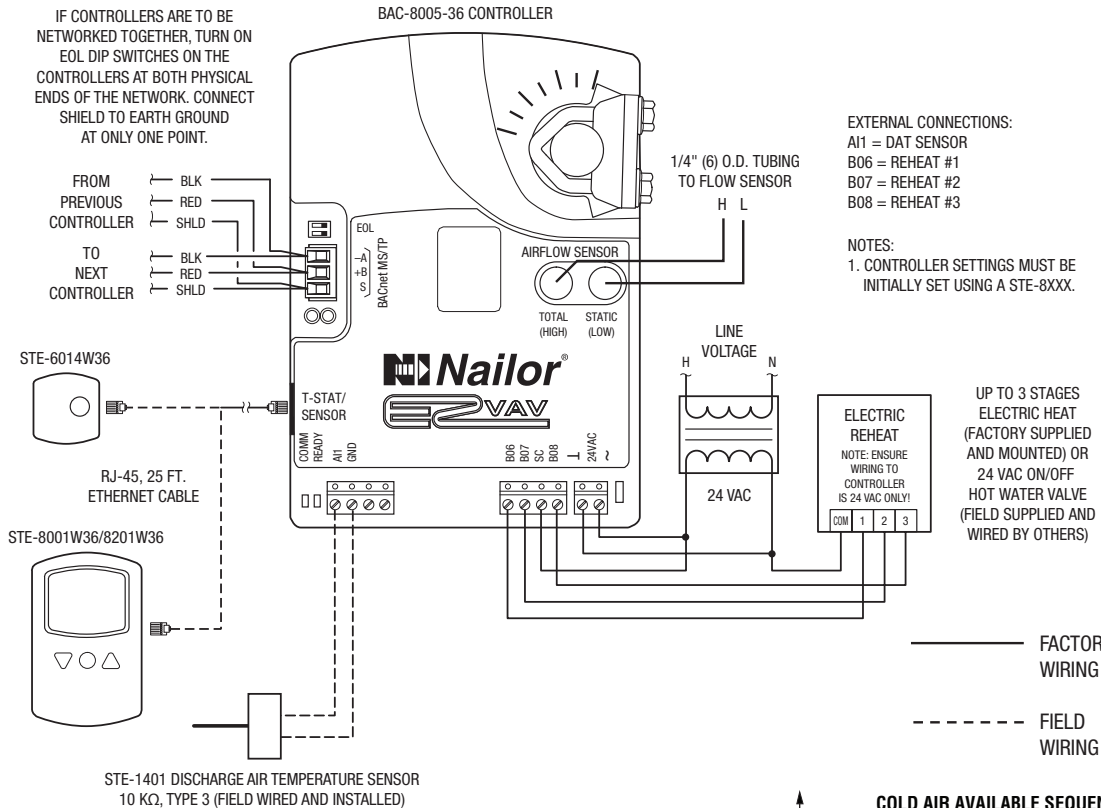 IF CONTROLLERS ARE TO BE
NETWORKED TOGETHER, TURN ON
EOL DIP SWITCHES ON THE
CONTROLLERS AT BOTH PHYSICAL
ENDS OF THE NETWORK. CONNECT
SHIELD TO EARTH GROUND
AT ONLY ONE POINT.
BAC-8005-36 CONTROLLER
FROM
PREVIOUS
CONTROLLER
BLK
RED
SHLD
TO
NEXT
CONTROLLER
BLK
RED
SHLD
EOL
–A
+B
S
BACnet MS/TP
1/4" (6) O.D. TUBING
TO FLOW SENSOR
H L
AIRFLOW SENSOR
TOTAL
(HIGH)
STATIC
(LOW)
EXTERNAL CONNECTIONS:
AI1 = DAT SENSOR
B06 = REHEAT #1
B07 = REHEAT #2
B08 = REHEAT #3
NOTES:
1. CONTROLLER SETTINGS MUST BE
INITIALLY SET USING A STE-8XXX.
STE-6014W36
T-STAT/
SENSOR
Nailor®
EZ VAV
COMM
READY
AI1
GND
B06
B07
SC
B08
⊥
24VAC
~
LINE
VOLTAGE
H N
24 VAC
ELECTRIC
REHEAT
NOTE: ENSURE
WIRING TO
CONTROLLER
IS 24 VAC ONLY!
COM 1 2 3
UP TO 3 STAGES
ELECTRIC HEAT
(FACTORY SUPPLIED
AND MOUNTED) OR
24 VAC ON/OFF
HOT WATER VALVE
(FIELD SUPPLIED AND
WIRED BY OTHERS)
RJ-45, 25 FT.
ETHERNET CABLE
STE-8001W36/8201W36
FACTOR
WIRING
FIELD
WIRING
STE-1401 DISCHARGE AIR TEMPERATURE SENSOR
10 KΩ, TYPE 3 (FIELD WIRED AND INSTALLED)
COLD AIR AVAILABLE SEQUEN